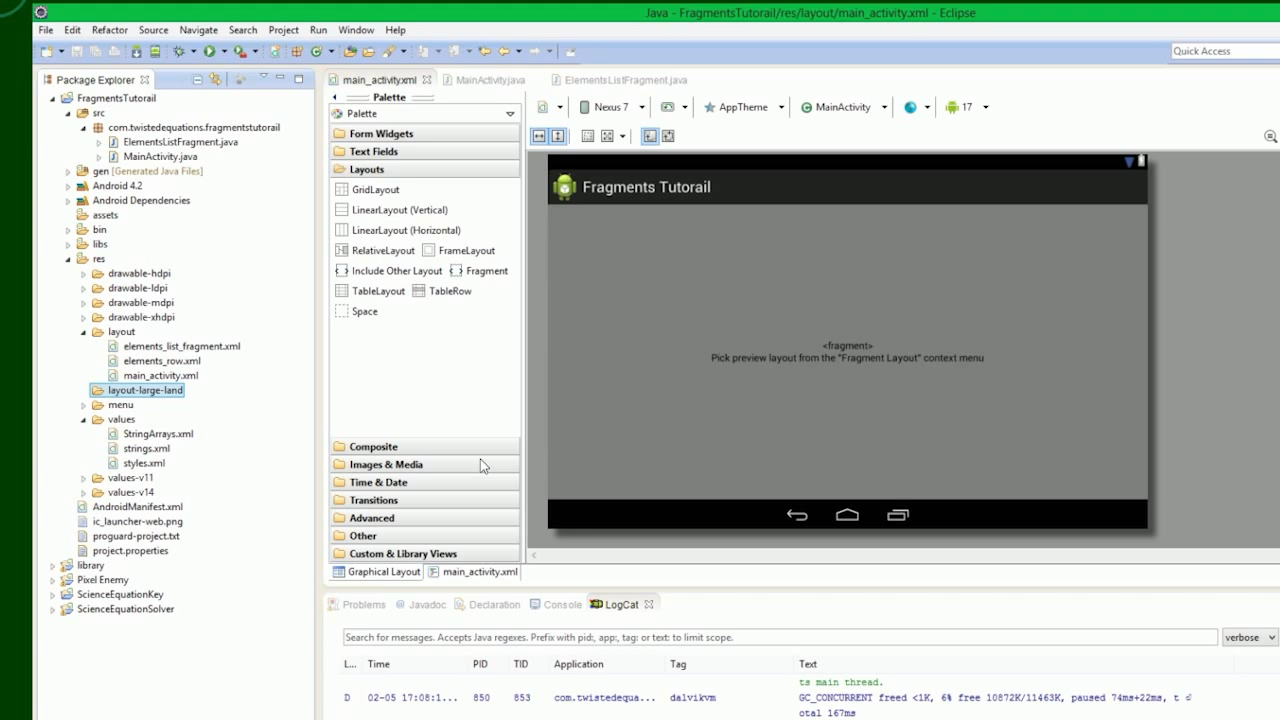 Java - FragmentsTutorail/res/layout/main_activity.xml - Eclipse
File Edit Refactor Source Navigate Search Project Run Window Help
Quick Access
Package Explorer
FragmentsTutorail
src
com.twistedequations.fragmentstutorail
ElementsListFragment.java
MainActivity.java
gen [Generated Java Files]
Android 4.2
Android Dependencies
assets
bin
libs
res
drawable-hdpi
drawable-ldpi
drawable-mdpi
drawable-xhdpi
layout
elements_list_fragment.xml
elements_row.xml
main_activity.xml
layout-large-land
menu
values
StringArrays.xml
strings.xml
styles.xml
values-v11
values-v14
AndroidManifest.xml
ic_launcher-web.png
proguard-project.txt
project.properties
library
Pixel Enemy
ScienceEquationKey
ScienceEquationSolver
main_activity.xml MainActivity.java ElementsListFragment.java
Palette
Palette
Form Widgets
Text Fields
Layouts
GridLayout
LinearLayout (Vertical)
LinearLayout (Horizontal)
RelativeLayout FrameLayout
Include Other Layout Fragment
TableLayout TableRow
Space
Composite
Images & Media
Time & Date
Transitions
Advanced
Other
Custom & Library Views
Graphical Layout main_activity.xml
Nexus 7 AppTheme MainActivity 17
Fragments Tutorail
<fragment>
Pick preview layout from the "Fragment Layout" context menu
Problems Javadoc Declaration Console LogCat
Search for messages. Accepts Java regexes. Prefix with pid:, app:, tag: or text: to limit scope.
verbose
L... Time PID TID Application Tag Text
ts main thread.
D 02-05 17:08:1... 850 853 com.twistedequa... dalvikvm GC_CONCURRENT freed <1K, 6% free 10872K/11463K, paused 74ms+22ms, t
otal 167ms